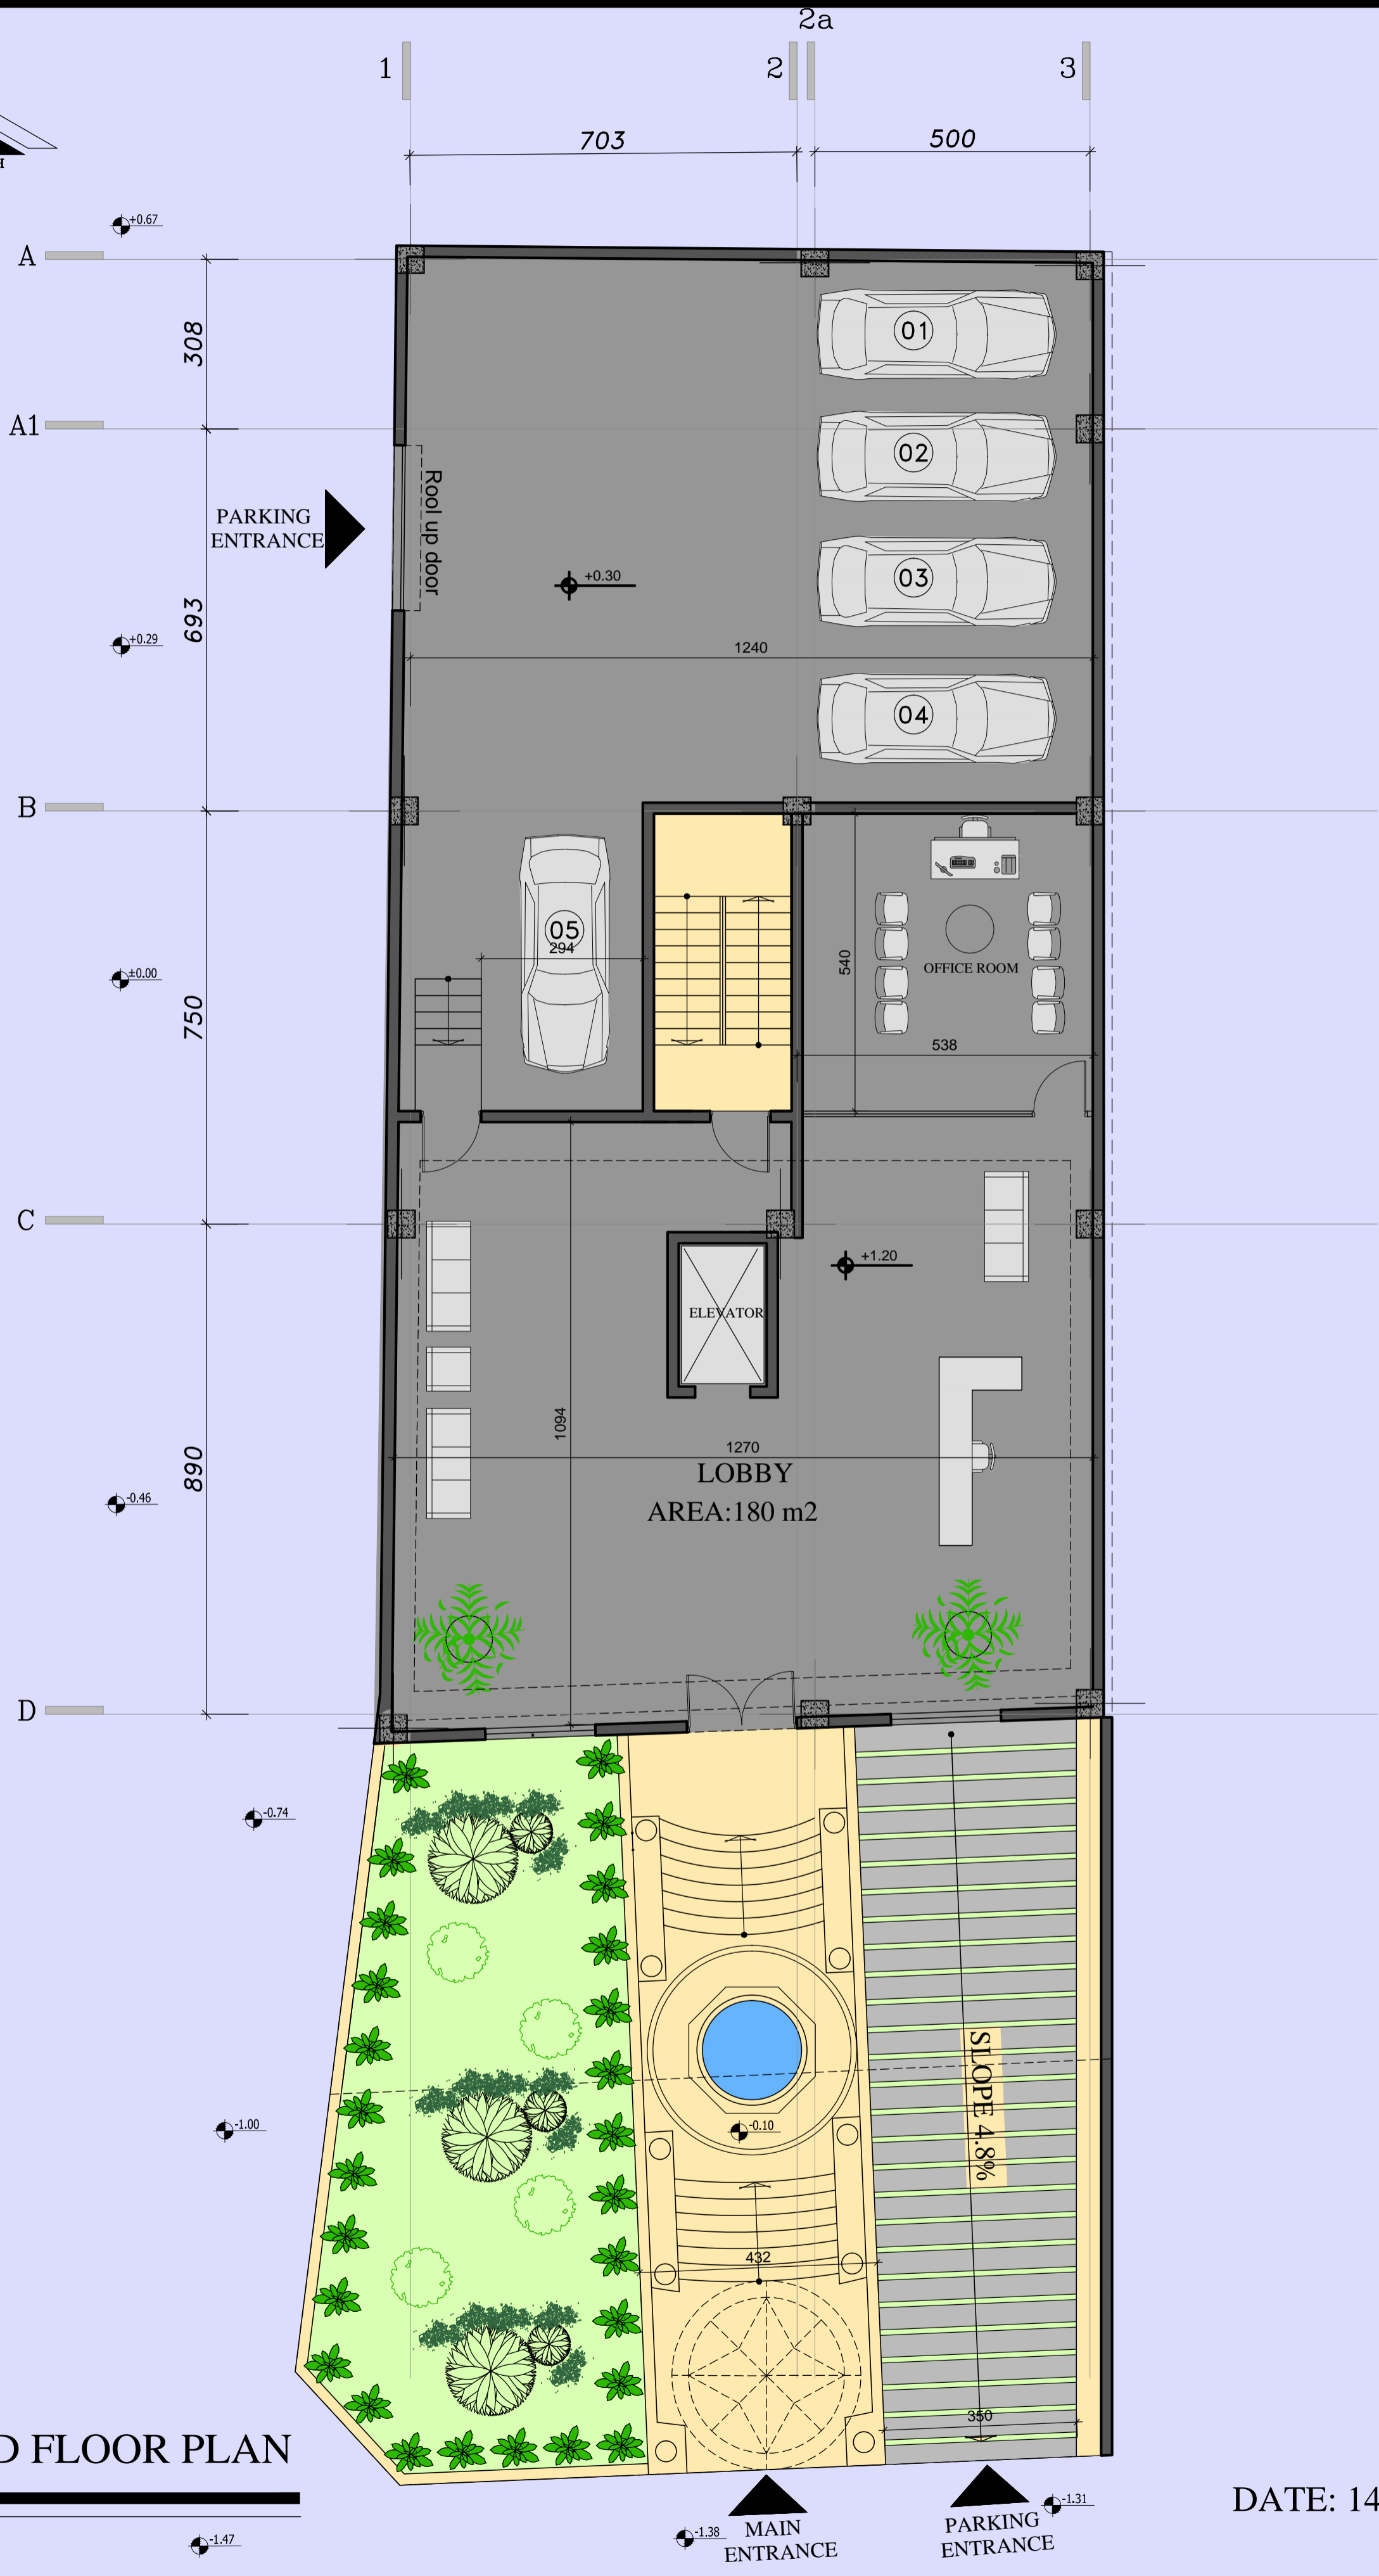 2a
1
2
3
703
500
H
+0.67
A
308
01
A1
02
PARKING
ENTRANCE
Rool up door
03
+0.30
693
+0.29
1240
04
B
05
294
OFFICE ROOM
540
±0.00
750
538
C
+1.20
ELEVATOR
1094
1270
LOBBY
AREA:180 m2
890
-0.46
D
-0.74
SLOPE 4.8%
-1.00
-0.10
432
350
D FLOOR PLAN
DATE: 14
-1.31
-1.38
MAIN
ENTRANCE
PARKING
ENTRANCE
-1.47